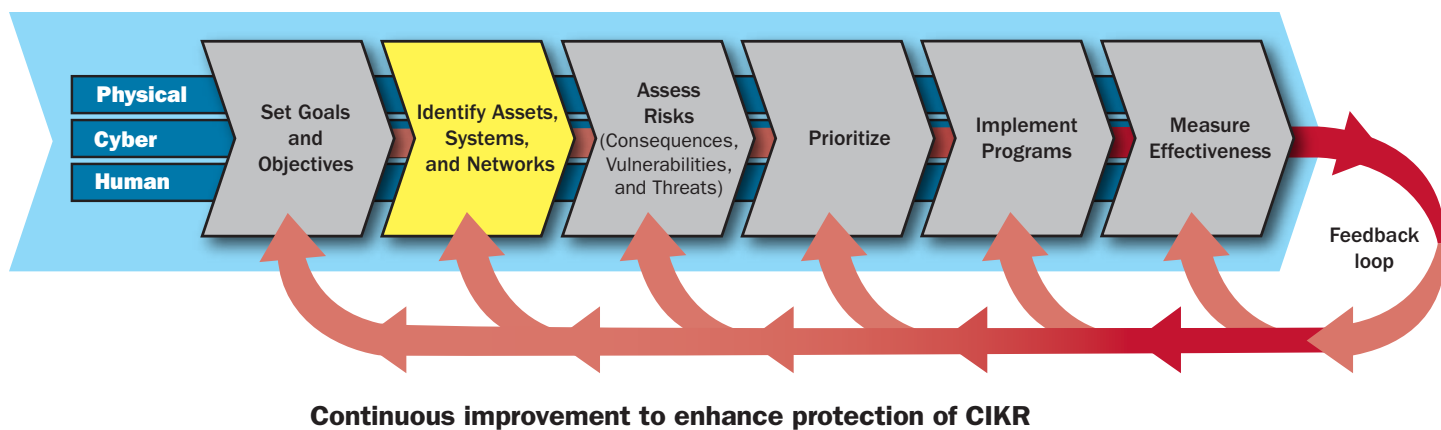 Physical
Cyber
Human
Set Goals
and
Objectives
Identify Assets,
Systems,
and Networks
Assess
Risks
(Consequences,
Vulnerabilities,
and Threats)
Prioritize
Implement
Programs
Measure
Effectiveness
Feedback
loop
Continuous improvement to enhance protection of CIKR